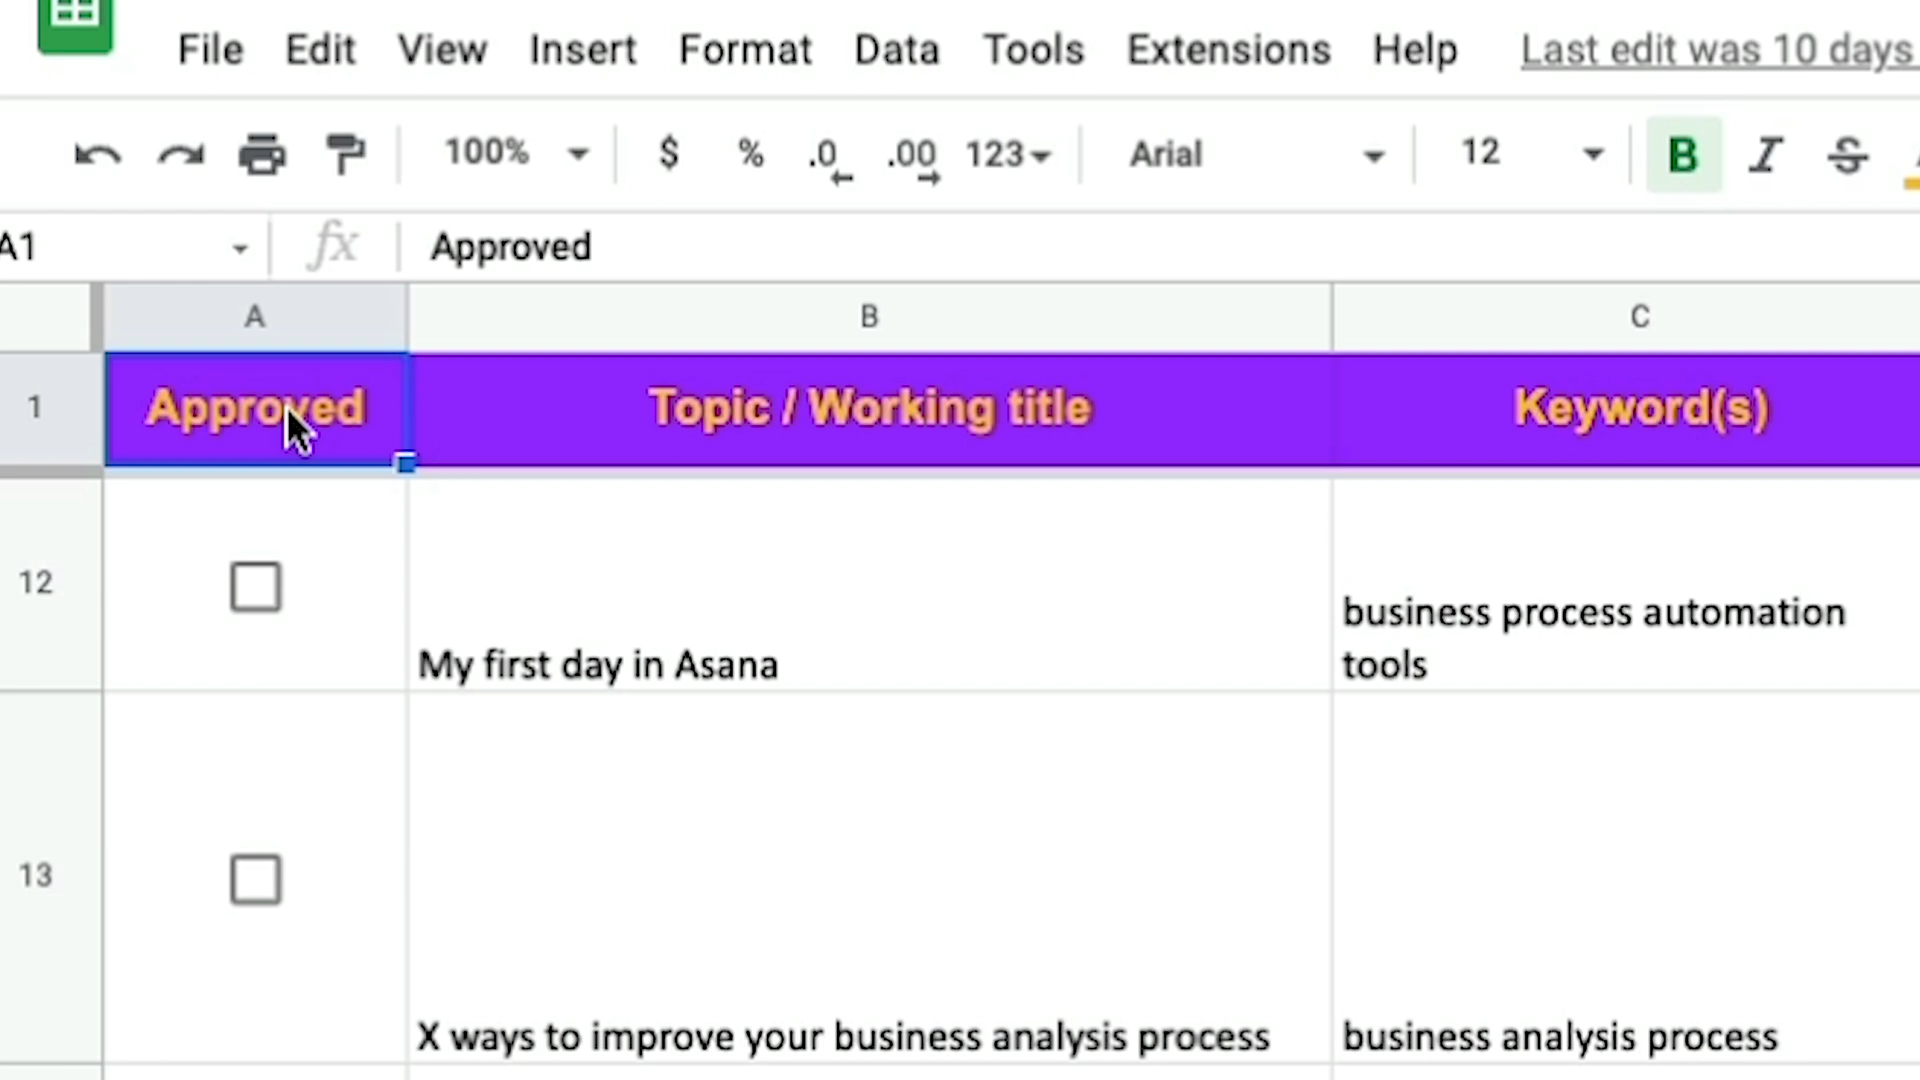 File Edit View Insert Format Data Tools Extensions Help Last edit was 10 days
100% $ % .0 .00 123 Arial 12 B I S
A1 fx Approved
A B C
1 Approved Topic / Working title Keyword(s)
12 My first day in Asana business process automation
tools
13 X ways to improve your business analysis process business analysis process